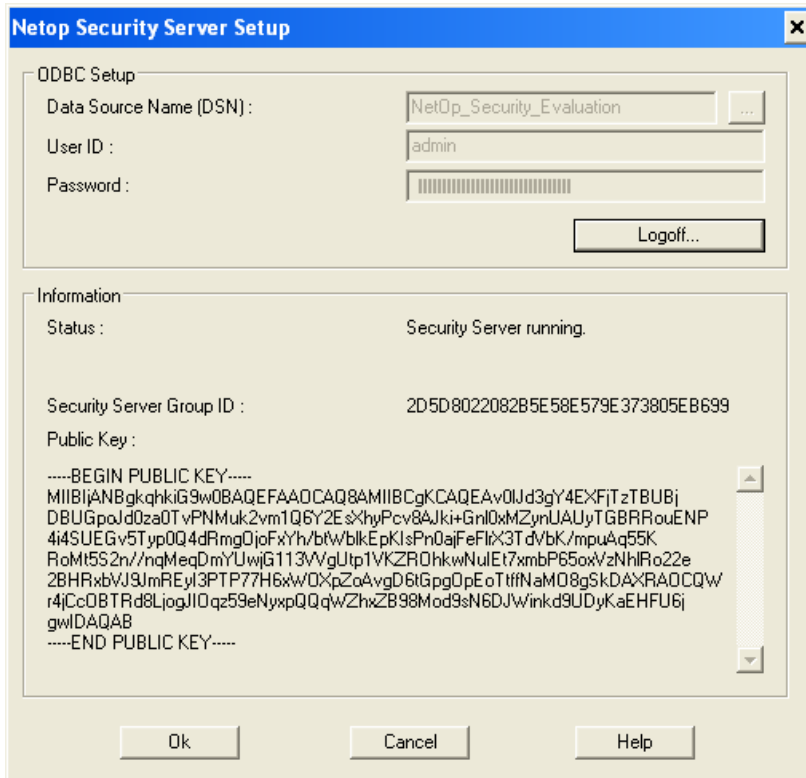 Netop Security Server Setup
ODBC Setup
Data Source Name (DSN) : NetOp_Security_Evaluation ...
User ID : admin
Password :
Logoff...
Information
Status : Security Server running.
Security Server Group ID : 2D5D8022082B5E58E579E373805EB699
Public Key :
-----BEGIN PUBLIC KEY-----
MIIBIjANBgkqhkiG9w0BAQEFAAOCAQ8AMIIBCgKCAQEAv0lJd3gY4EXFjTzTBUBj
DBUGpoJd0za0TvPNMuk2vm1Q6Y2EsXhyPcv8AJki+Gnl0xMZynUAUyTGBRRouENP
4i4SUEGv5Typ0Q4dRmgOjoFxYh/btWblkEpKIsPn0ajFeFlrX3TdVbK/mpuAq55K
RoMt5S2n//nqMeqDmYUwjG113VVgUtp1VKZROhkwNulEt7xmbP65oxVzNhlRo22e
2BHRxbVJ9JmREyI3PTP77H6xWOXpZoAvgD6tGpgOpEoTtffNaMO8gSkDAXRAOCQW
r4jCcOBTRd8LjogJIOqz59eNyxpQQqWZhxZB98Mod9sN6DJWinkd9UDyKaEHFU6j
gwIDAQAB
-----END PUBLIC KEY-----
Ok Cancel Help